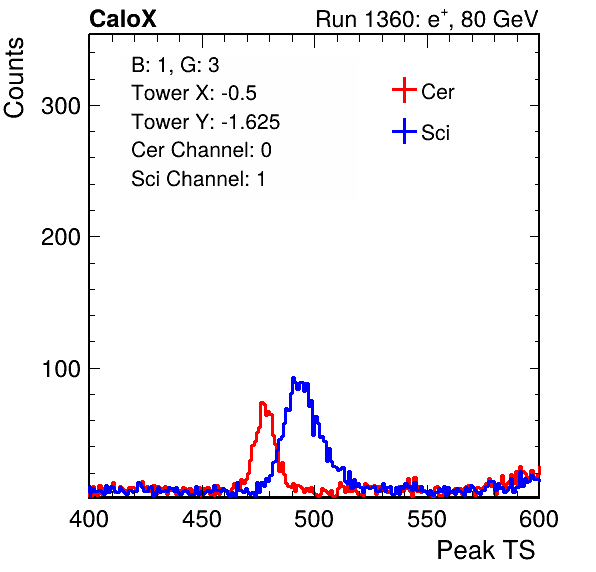 CaloX
Run 1360: e+, 80 GeV
Counts
B: 1, G: 3
Tower X: -0.5
Tower Y: -1.625
Cer Channel: 0
Sci Channel: 1
Cer
Sci
300
200
100
400 450 500 550 600
Peak TS